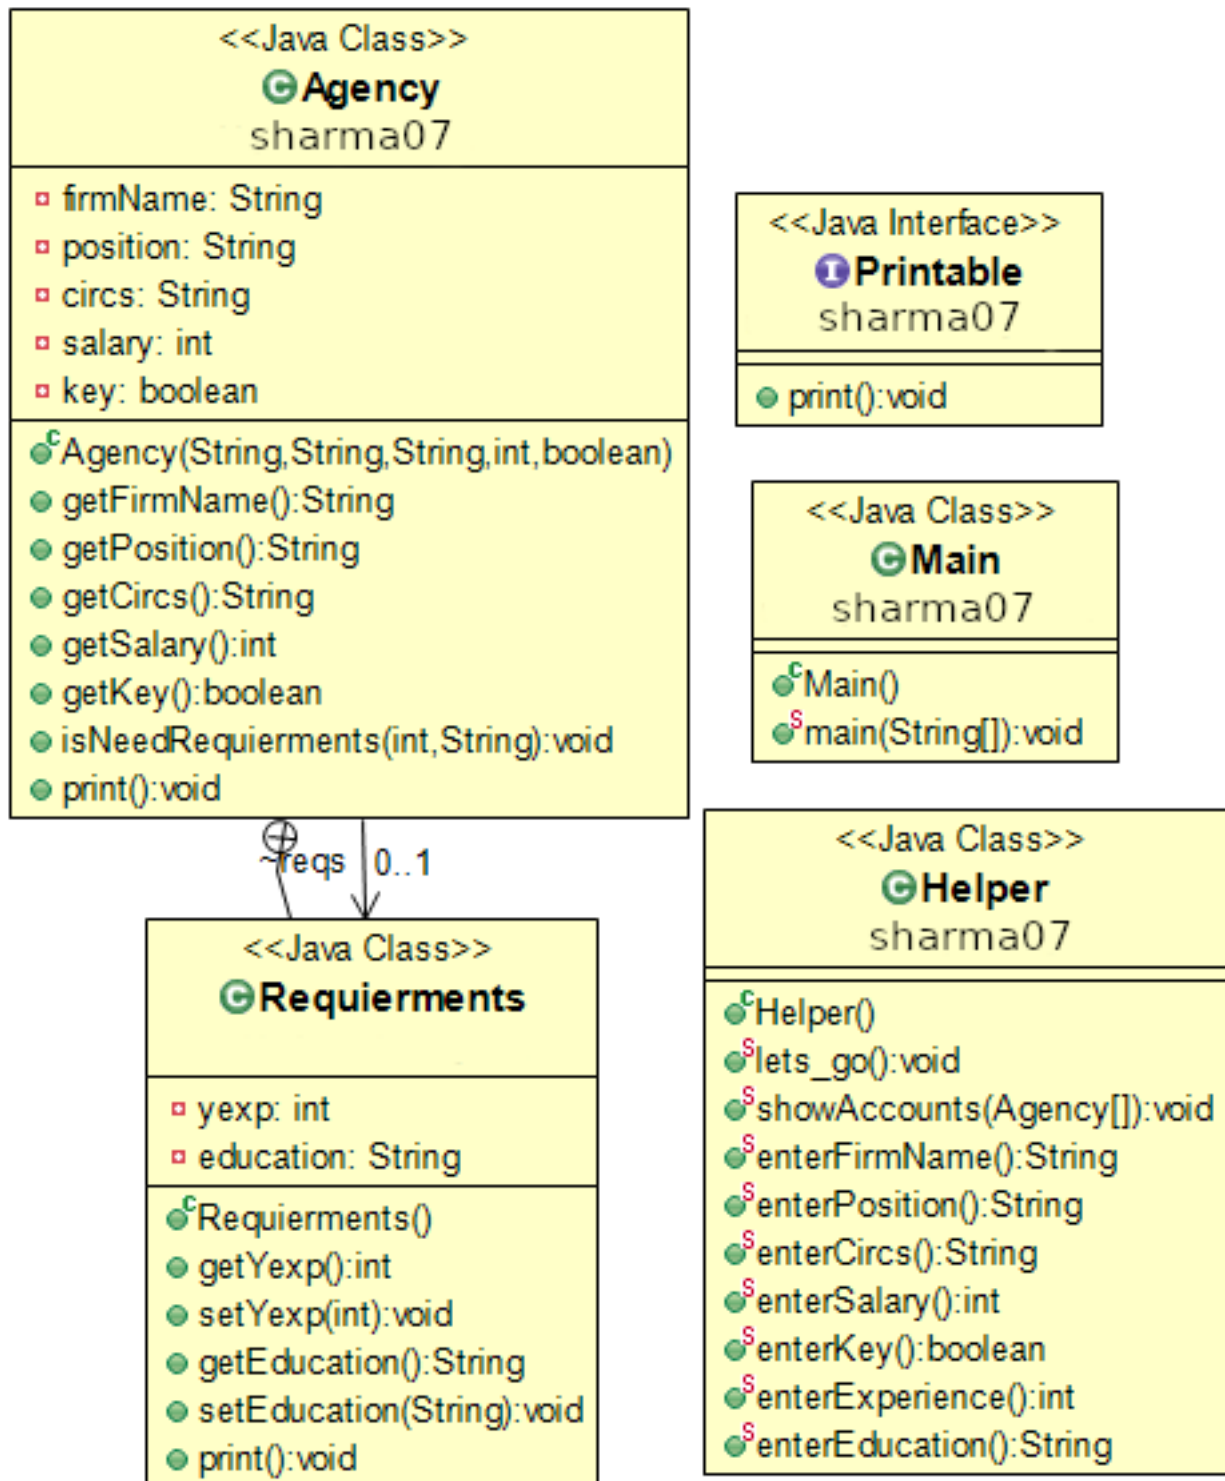 <<Java Class>>
Agency
sharma07
firmName: String
position: String
circs: String
salary: int
key: boolean
Agency(String,String,String,int,boolean)
getFirmName():String
getPosition():String
getCircs():String
getSalary():int
getKey():boolean
isNeedRequierments(int,String):void
print():void
~reqs 0..1
<<Java Class>>
Requierments
yexp: int
education: String
Requierments()
getYexp():int
setYexp(int):void
getEducation():String
setEducation(String):void
print():void
<<Java Interface>>
Printable
sharma07
print():void
<<Java Class>>
Main
sharma07
Main()
main(String[]):void
<<Java Class>>
Helper
sharma07
Helper()
lets_go():void
showAccounts(Agency[]):void
enterFirmName():String
enterPosition():String
enterCircs():String
enterSalary():int
enterKey():boolean
enterExperience():int
enterEducation():String